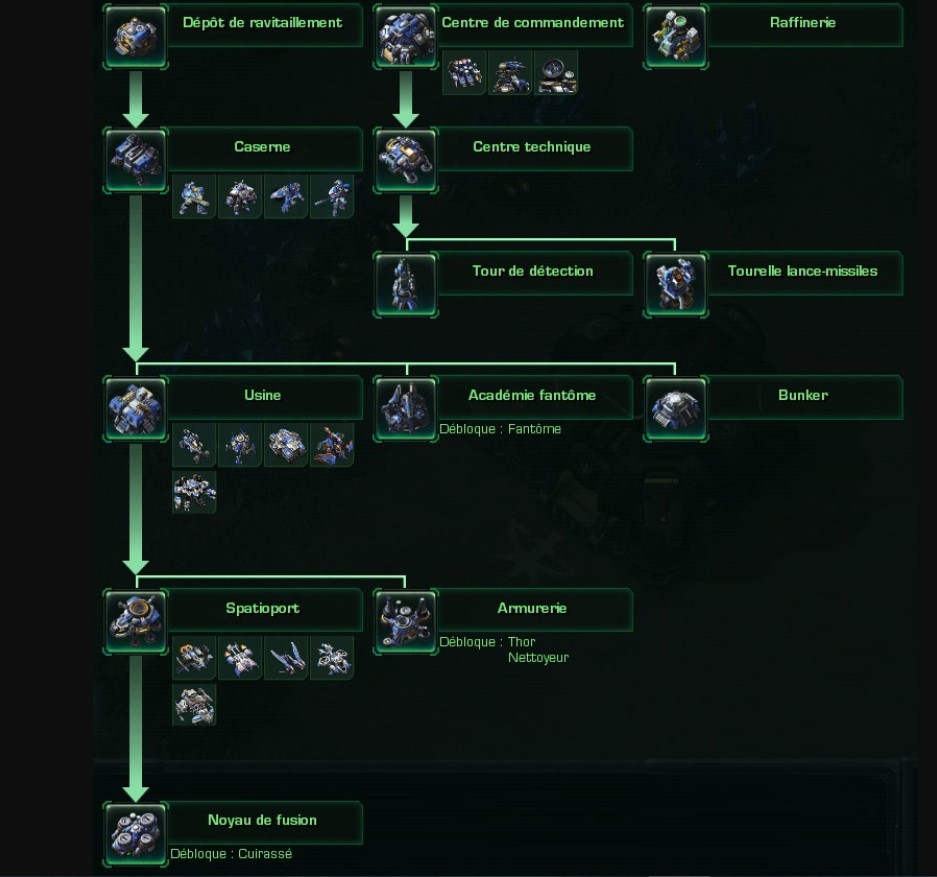 Dépôt de ravitaillement
Centre de commandement
Raffinerie
Caserne
Centre technique
Tour de détection
Tourelle lance-missiles
Usine
Académie fantôme
Débloque : Fantôme
Bunker
Spatioport
Armurerie
Débloque : Thor
Nettoyeur
Noyau de fusion
Débloque : Cuirassé